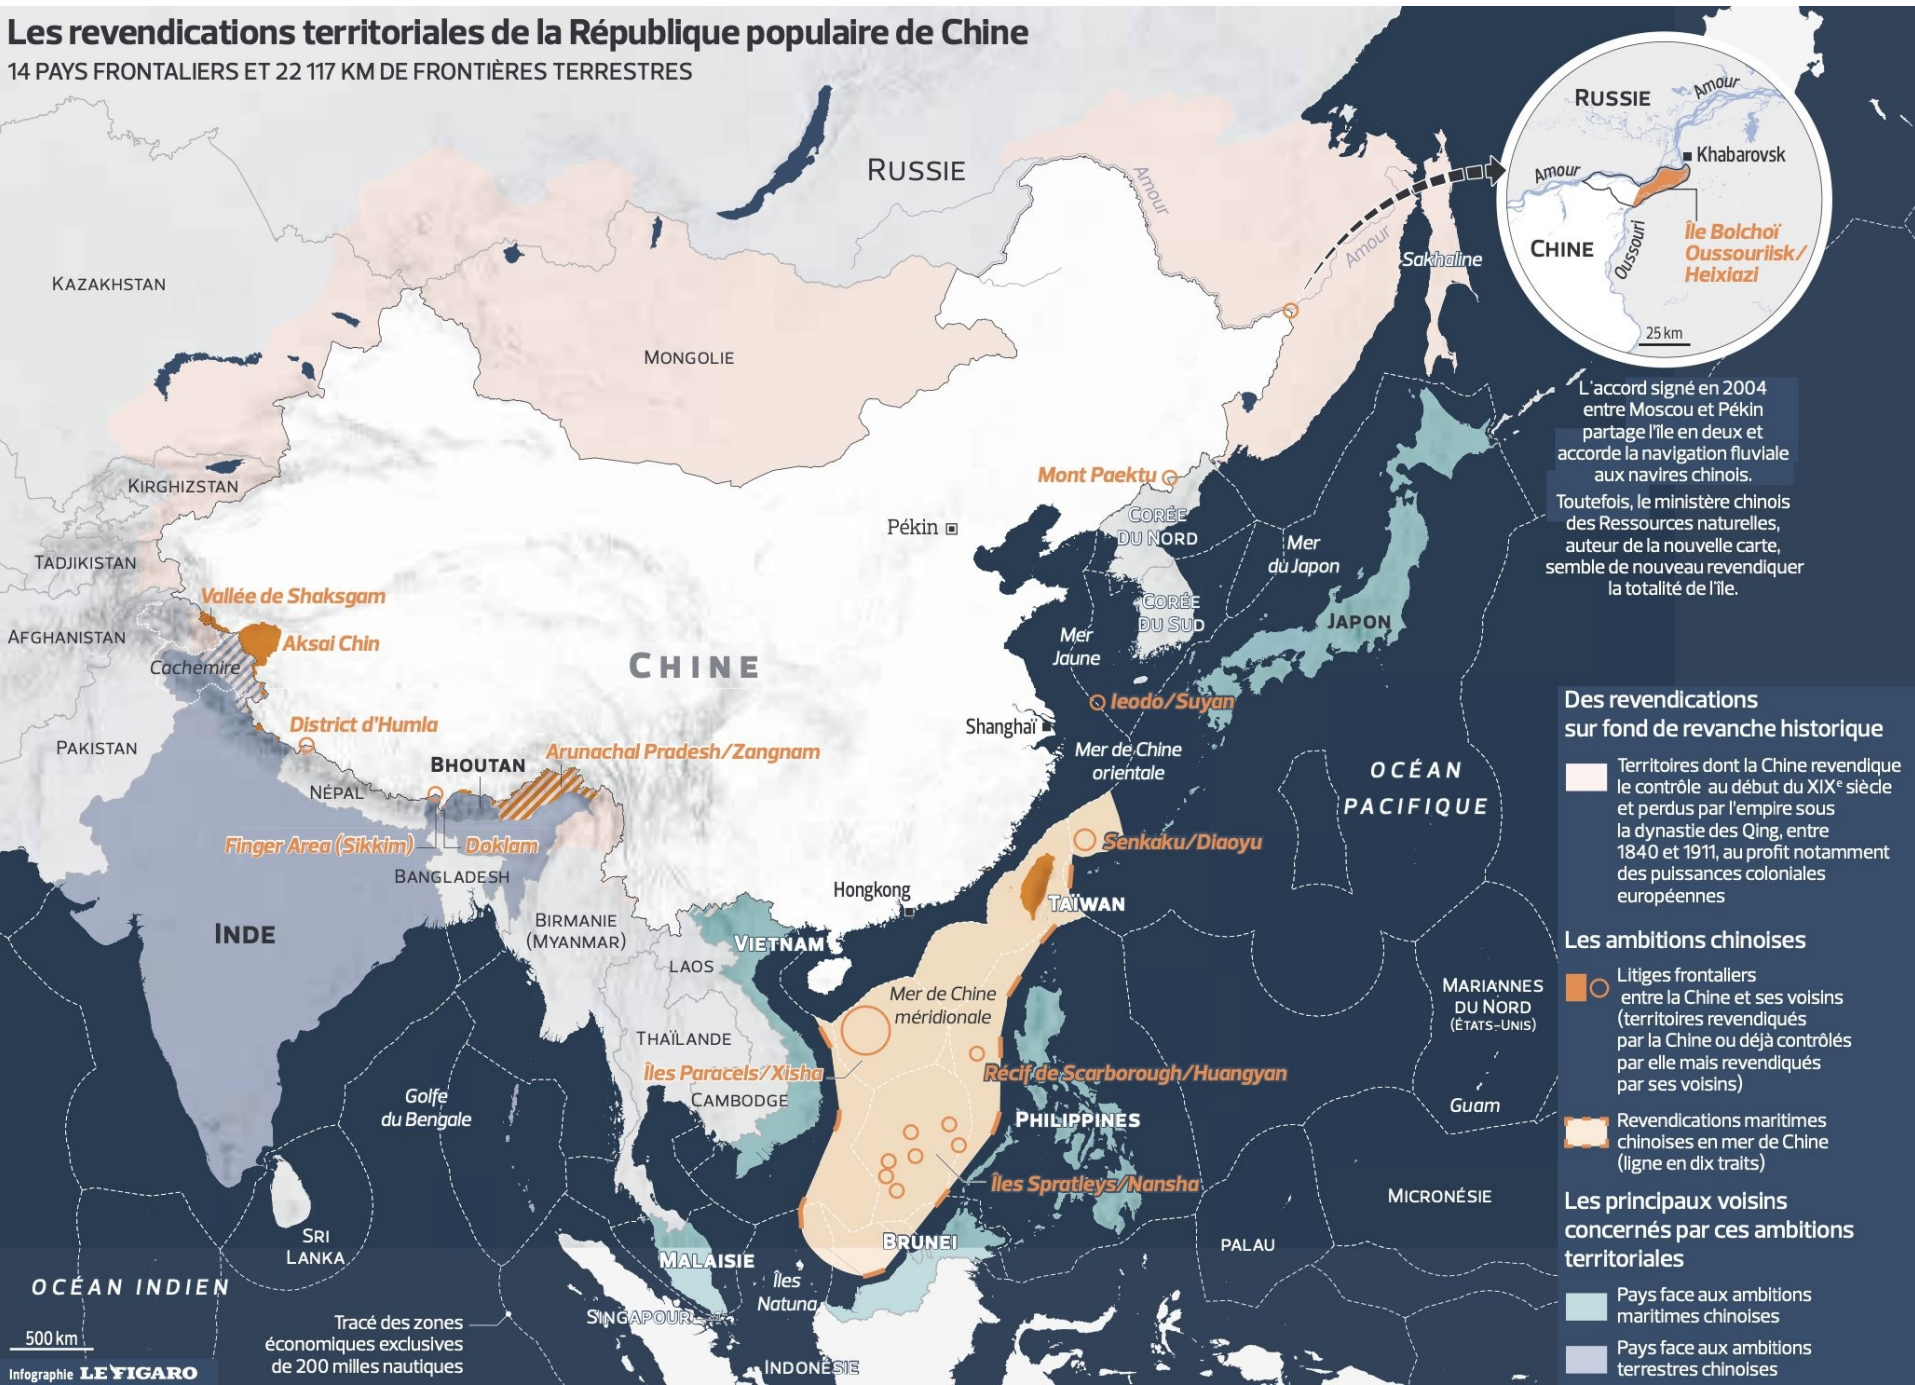 Les revendications territoriales de la République populaire de Chine
14 PAYS FRONTALIERS ET 22 117 KM DE FRONTIÈRES TERRESTRES
RUSSIE
Amour
Amour
Sakhaline
KAZAKHSTAN
MONGOLIE
KIRGHIZSTAN
TADJIKISTAN
AFGHANISTAN
PAKISTAN
Vallée de Shaksgam
Aksai Chin
Cachemire
District d'Humla
CHINE
Pékin
Mont Paektu
CORÉE
DU NORD
CORÉE
DU SUD
Mer
du Japon
JAPON
Mer
Jaune
Ieodo/Suyan
Shanghaï
Mer de Chine
orientale
OCÉAN
PACIFIQUE
Arunachal Pradesh/Zangnam
BHOUTAN
NÉPAL
Finger Area (Sikkim)
Doklam
BANGLADESH
INDE
BIRMANIE
(MYANMAR)
LAOS
VIETNAM
Hongkong
Senkaku/Diaoyu
TAÏWAN
THAÏLANDE
Mer de Chine
méridionale
Îles Paracels/Xisha
CAMBODGE
Récif de Scarborough/Huangyan
PHILIPPINES
Îles Spratleys/Nansha
MARIANNES
DU NORD
(ÉTATS-UNIS)
Guam
MICRONÉSIE
PALAU
BRUNEI
MALAISIE
Îles
Natuna
SINGAPOUR
INDONÉSIE
Golfe
du Bengale
SRI
LANKA
OCÉAN INDIEN
500 km
Tracé des zones
économiques exclusives
de 200 milles nautiques
Infographie LE FIGARO
RUSSIE
Amour
Khabarovsk
Amour
CHINE
Oussouri
Île Bolchoï
Oussouriisk/
Heixiazi
25 km
L'accord signé en 2004
entre Moscou et Pékin
partage l'île en deux et
accorde la navigation fluviale
aux navires chinois.
Toutefois, le ministère chinois
des Ressources naturelles,
auteur de la nouvelle carte,
semble de nouveau revendiquer
la totalité de l'île.
Des revendications
sur fond de revanche historique
Territoires dont la Chine revendique
le contrôle au début du XIXe siècle
et perdus par l'empire sous
la dynastie des Qing, entre
1840 et 1911, au profit notamment
des puissances coloniales
européennes
Les ambitions chinoises
Litiges frontaliers
entre la Chine et ses voisins
(territoires revendiqués
par la Chine ou déjà contrôlés
par elle mais revendiqués
par ses voisins)
Revendications maritimes
chinoises en mer de Chine
(ligne en dix traits)
Les principaux voisins
concernés par ces ambitions
territoriales
Pays face aux ambitions
maritimes chinoises
Pays face aux ambitions
terrestres chinoises